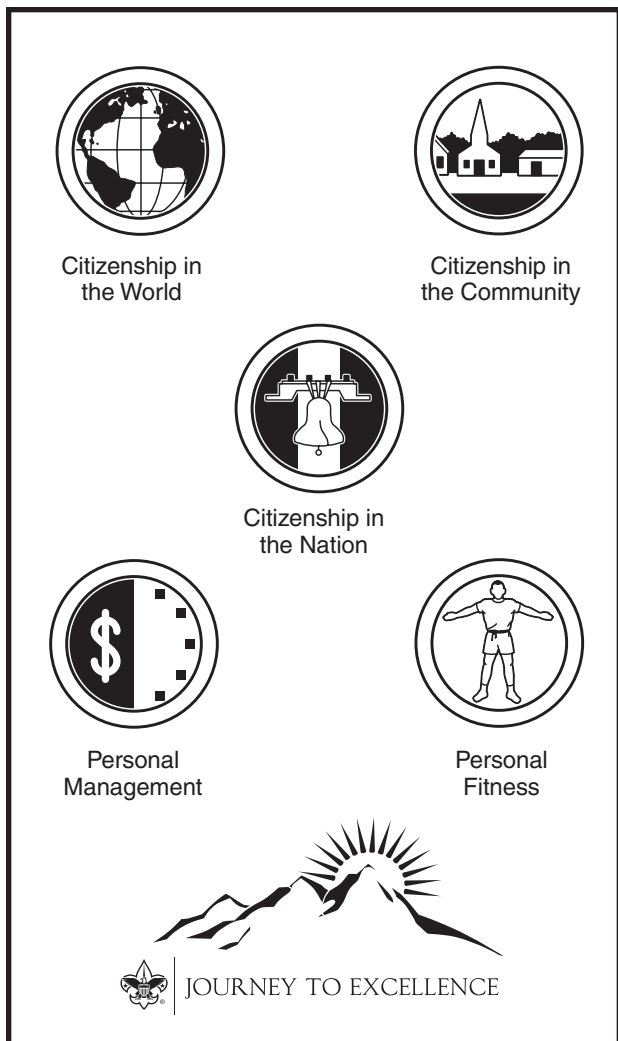 Citizenship in
the World
Citizenship in
the Community
Citizenship in
the Nation
$
Personal
Management
Personal
Fitness
®
JOURNEY TO EXCELLENCE